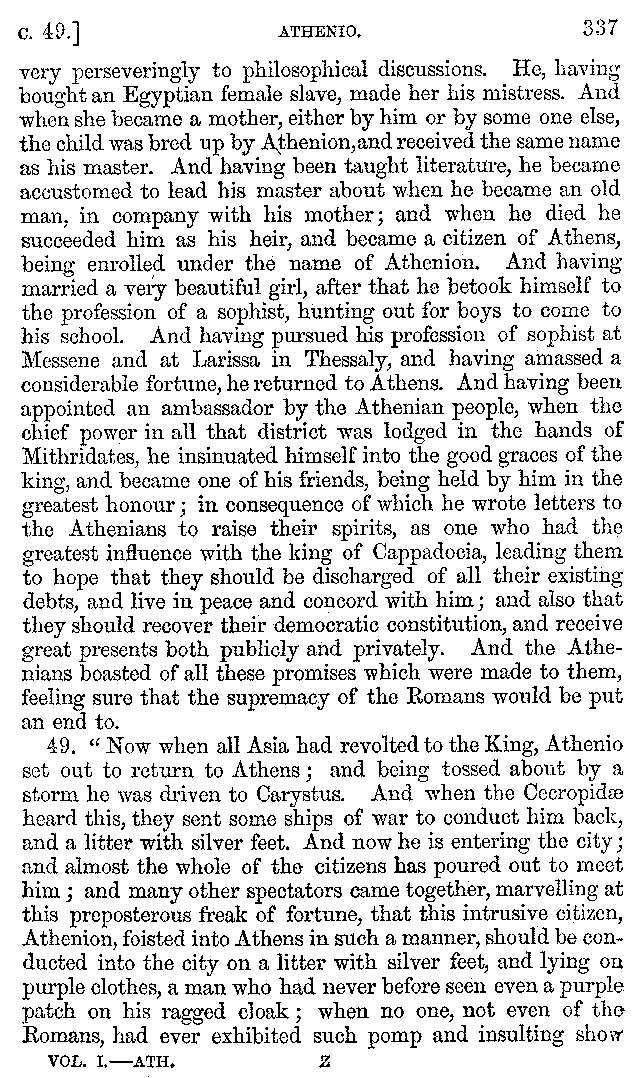 c. 49.] ATHENIO. 337
very perseveringly to philosophical discussions. He, having
bought an Egyptian female slave, made her his mistress. And
when she became a mother, either by him or by some one else,
the child was bred up by Athenion, and received the same name
as his master. And having been taught literature, he became
accustomed to lead his master about when he became an old
man, in company with his mother; and when he died he
succeeded him as his heir, and became a citizen of Athens,
being enrolled under the name of Athenion. And having
married a very beautiful girl, after that he betook himself to
the profession of a sophist, hunting out for boys to come to
his school. And having pursued his profession of sophist at
Messene and at Larissa in Thessaly, and having amassed a
considerable fortune, he returned to Athens. And having been
appointed an ambassador by the Athenian people, when the
chief power in all that district was lodged in the hands of
Mithridates, he insinuated himself into the good graces of the
king, and became one of his friends, being held by him in the
greatest honour; in consequence of which he wrote letters to
the Athenians to raise their spirits, as one who had the
greatest influence with the king of Cappadocia, leading them
to hope that they should be discharged of all their existing
debts, and live in peace and concord with him; and also that
they should recover their democratic constitution, and receive
great presents both publicly and privately. And the Athe-
nians boasted of all these promises which were made to them,
feeling sure that the supremacy of the Romans would be put
an end to.
49. “Now when all Asia had revolted to the King, Athenio
set out to return to Athens; and being tossed about by a
storm he was driven to Carystus. And when the Cecropidæ
heard this, they sent some ships of war to conduct him back,
and a litter with silver feet. And now he is entering the city;
and almost the whole of the citizens has poured out to meet
him; and many other spectators came together, marvelling at
this preposterous freak of fortune, that this intrusive citizen,
Athenion, foisted into Athens in such a manner, should be con-
ducted into the city on a litter with silver feet, and lying on
purple clothes, a man who had never before seen even a purple
patch on his ragged cloak; when no one, not even of the
Romans, had ever exhibited such pomp and insulting show
VOL. I.—ATH. Z